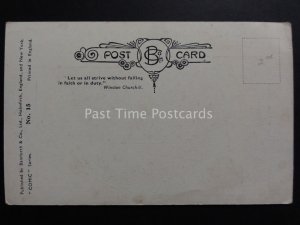 POST CARD
"Let us all strive without failing
in faith or in duty."
Winston Churchill.
Past Time Postcards
Published by Bamforth & Co., Ltd., Holmfirth, England, and New York.
"COMIC" Series No. 15 Printed in England.